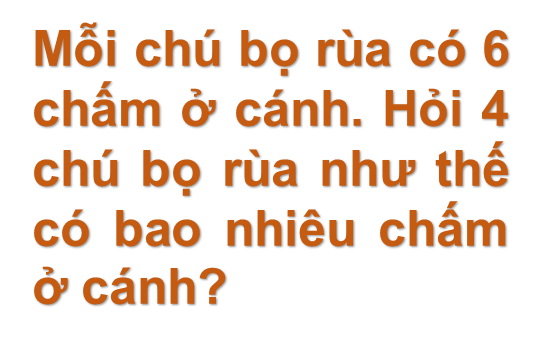 Mỗi chú bọ rùa có 6
chấm ở cánh. Hỏi 4
chú bọ rùa như thế
có bao nhiêu chấm
ở cánh?